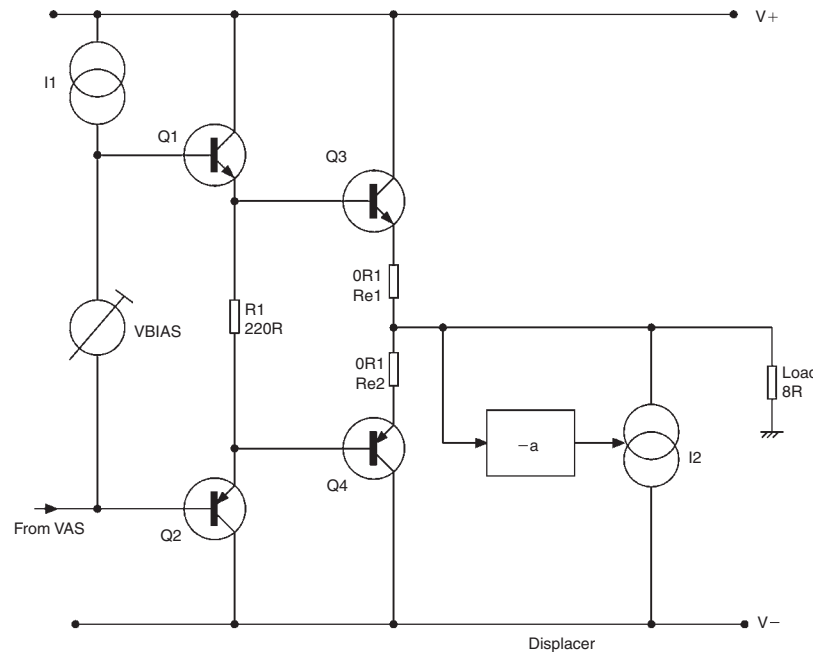 V+
I1
Q1
Q3
0R1
Re1
R1
220R
VBIAS
0R1
Re2
Load
8R
−a
I2
Q4
Q2
From VAS
V−
Displacer